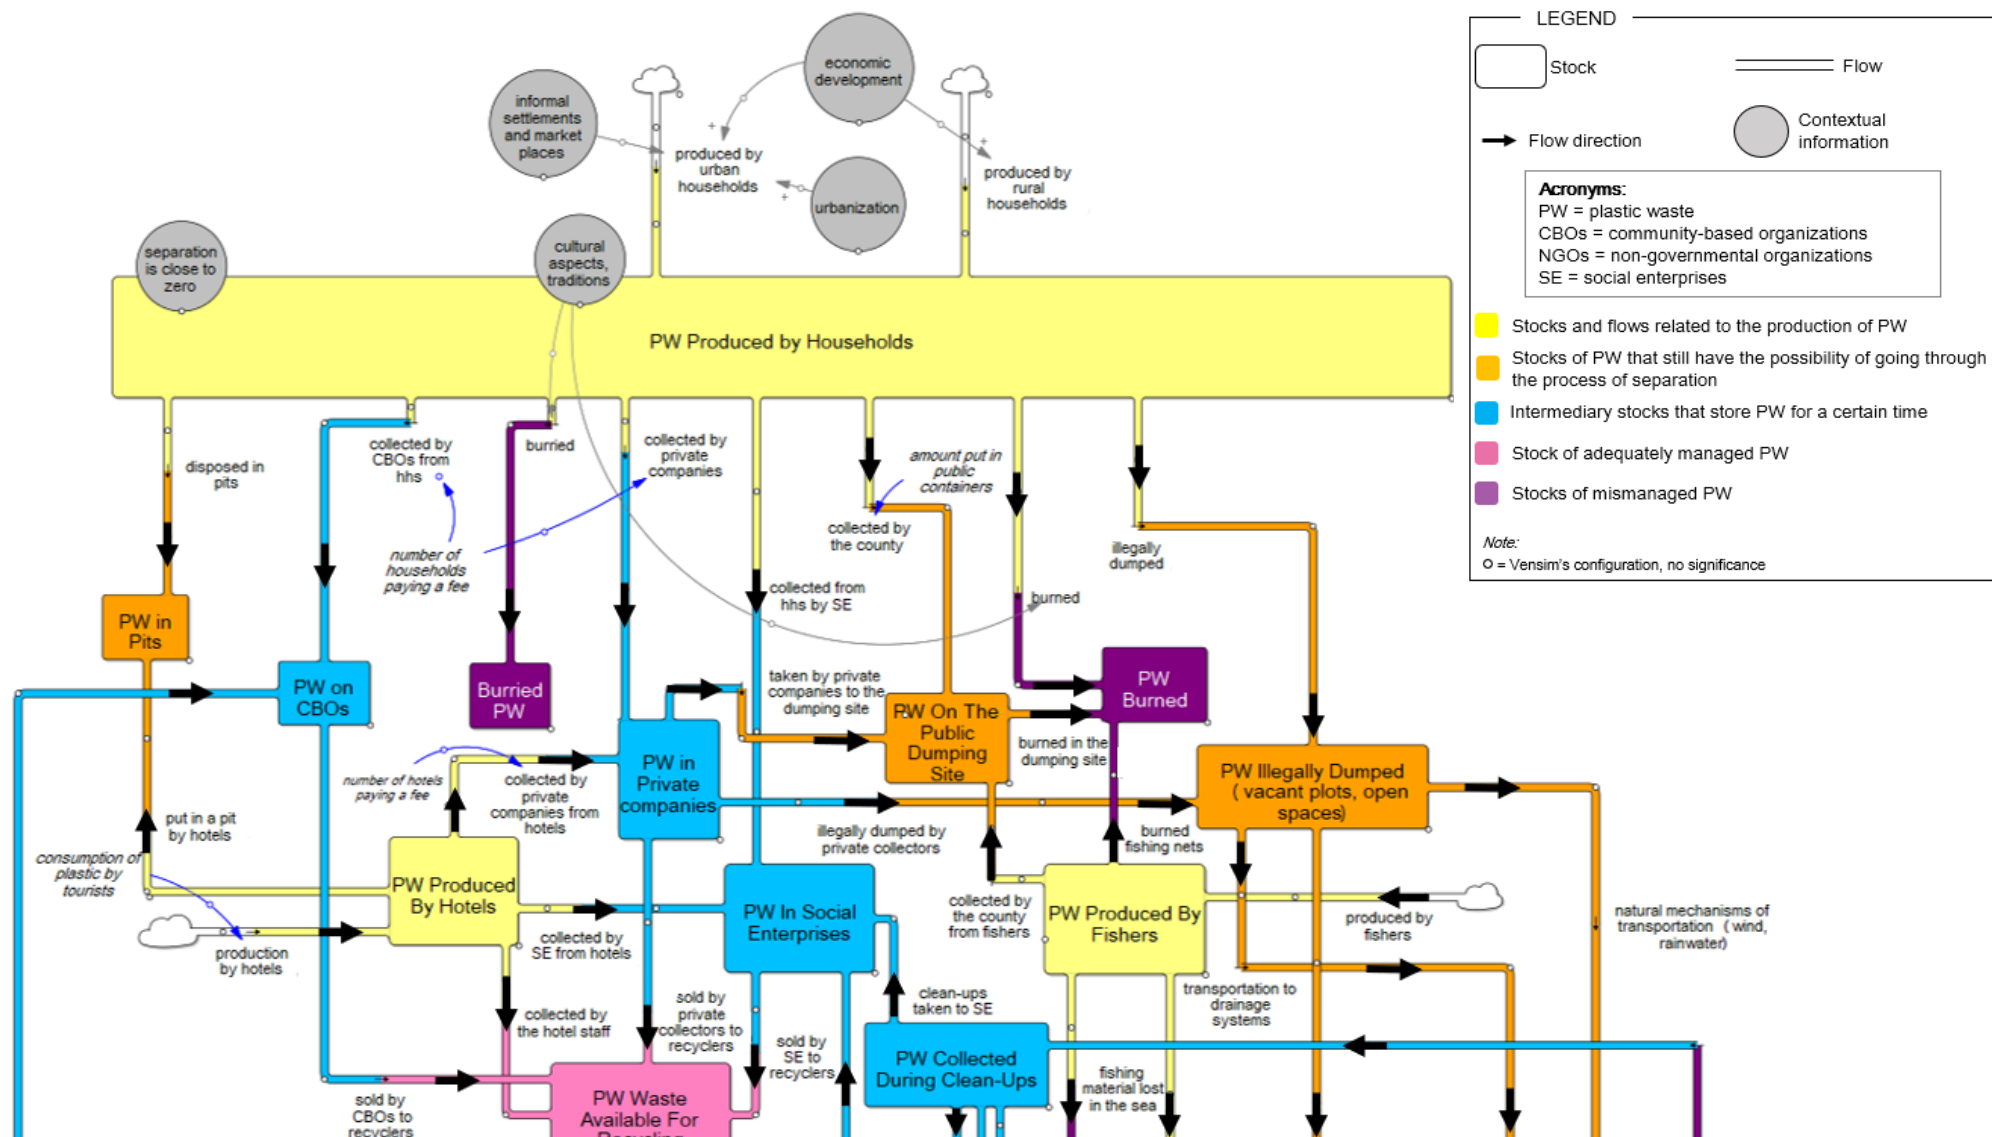 LEGEND
Stock
Flow
Flow direction
Contextual
information
Acronyms:
PW = plastic waste
CBOs = community-based organizations
NGOs = non-governmental organizations
SE = social enterprises
Stocks and flows related to the production of PW
Stocks of PW that still have the possibility of going through
the process of separation
Intermediary stocks that store PW for a certain time
Stock of adequately managed PW
Stocks of mismanaged PW
Note:
o = Vensim's configuration, no significance
economic
development
informal
settlements
and market
places
+
produced by
urban
households
+
produced by
rural
households
urbanization
+
separation
is close to
zero
cultural
aspects,
traditions
PW Produced by Households
disposed in
pits
collected by
CBOs from
hhs
burried
collected by
private
companies
amount put in
public
containers
collected by
the county
illegally
dumped
number of
households
paying a fee
collected from
hhs by SE
burned
PW in
Pits
PW on
CBOs
Burried
PW
taken by private
companies to the
dumping site
PW On The
Public
Dumping
Site
PW
Burned
burned in the
dumping site
PW in
Private
companies
PW Illegally Dumped
( vacant plots, open
spaces)
number of hotels
paying a fee
collected by
private
companies from
hotels
put in a pit
by hotels
illegally dumped by
private collectors
burned
fishing nets
consumption of
plastic by
tourists
PW Produced
By Hotels
PW In Social
Enterprises
collected by
the county
from fishers
PW Produced By
Fishers
produced by
fishers
natural mechanisms of
transportation ( wind,
rainwater)
production
by hotels
collected by
SE from hotels
clean-ups
taken to SE
transportation to
drainage
systems
collected by
the hotel staff
sold by
private
collectors to
recyclers
sold by
SE to
recyclers
PW Collected
During Clean-Ups
fishing
material lost
in the sea
sold by
CBOs to
recyclers
PW Waste
Available For
Recycling